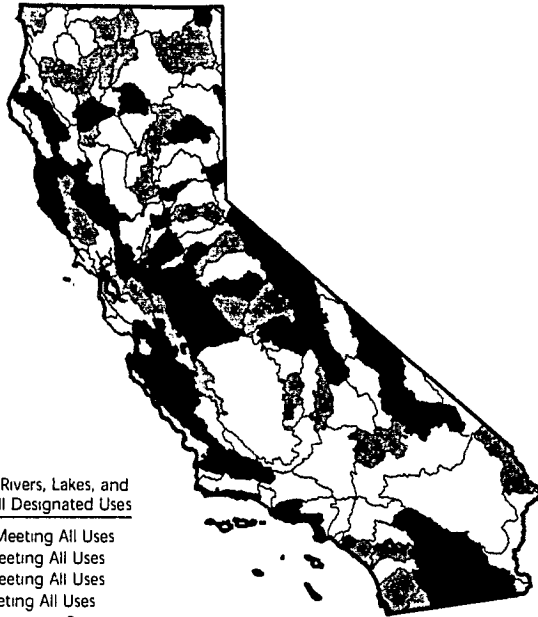 Rivers, Lakes, and
ll Designated Uses
Meeting All Uses
eeting All Uses
eeting All Uses
eting All Uses